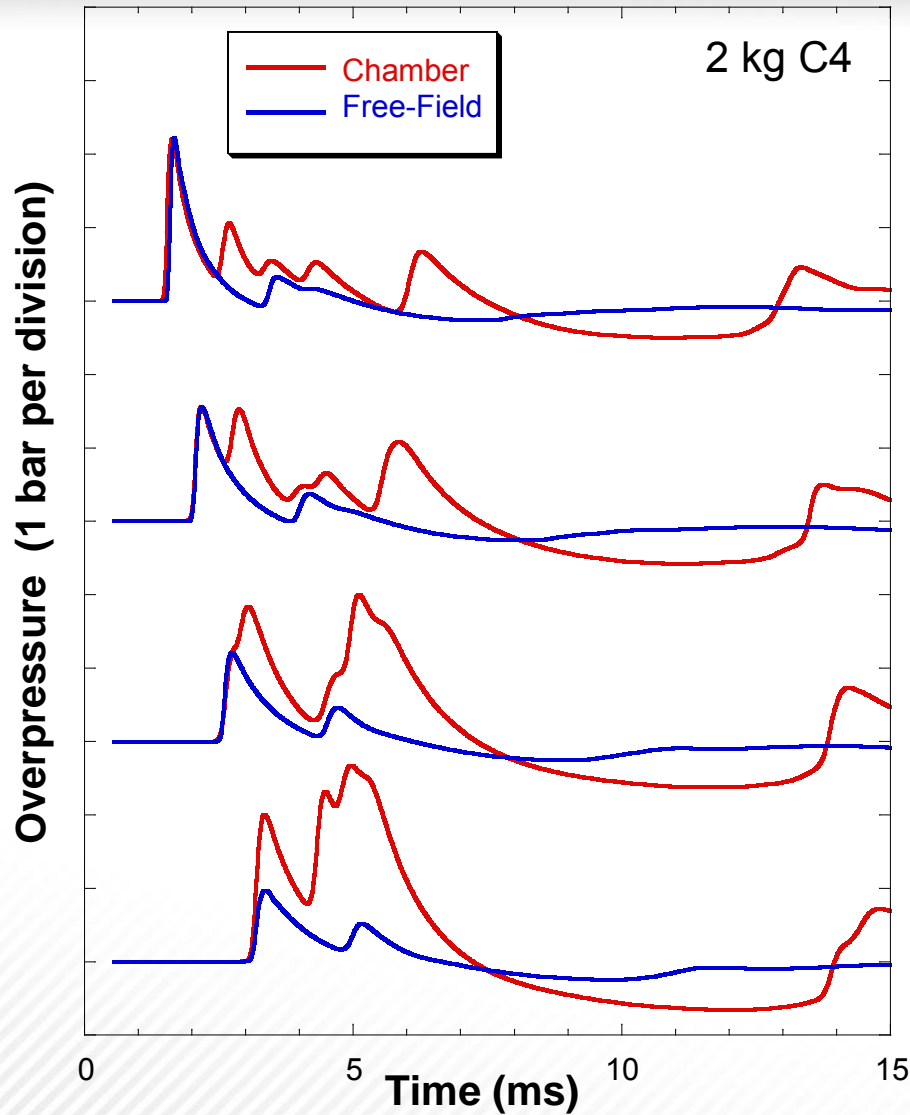 2 kg C4
Chamber
Free-Field
Overpressure (1 bar per division)
0
5
10
15
Time (ms)